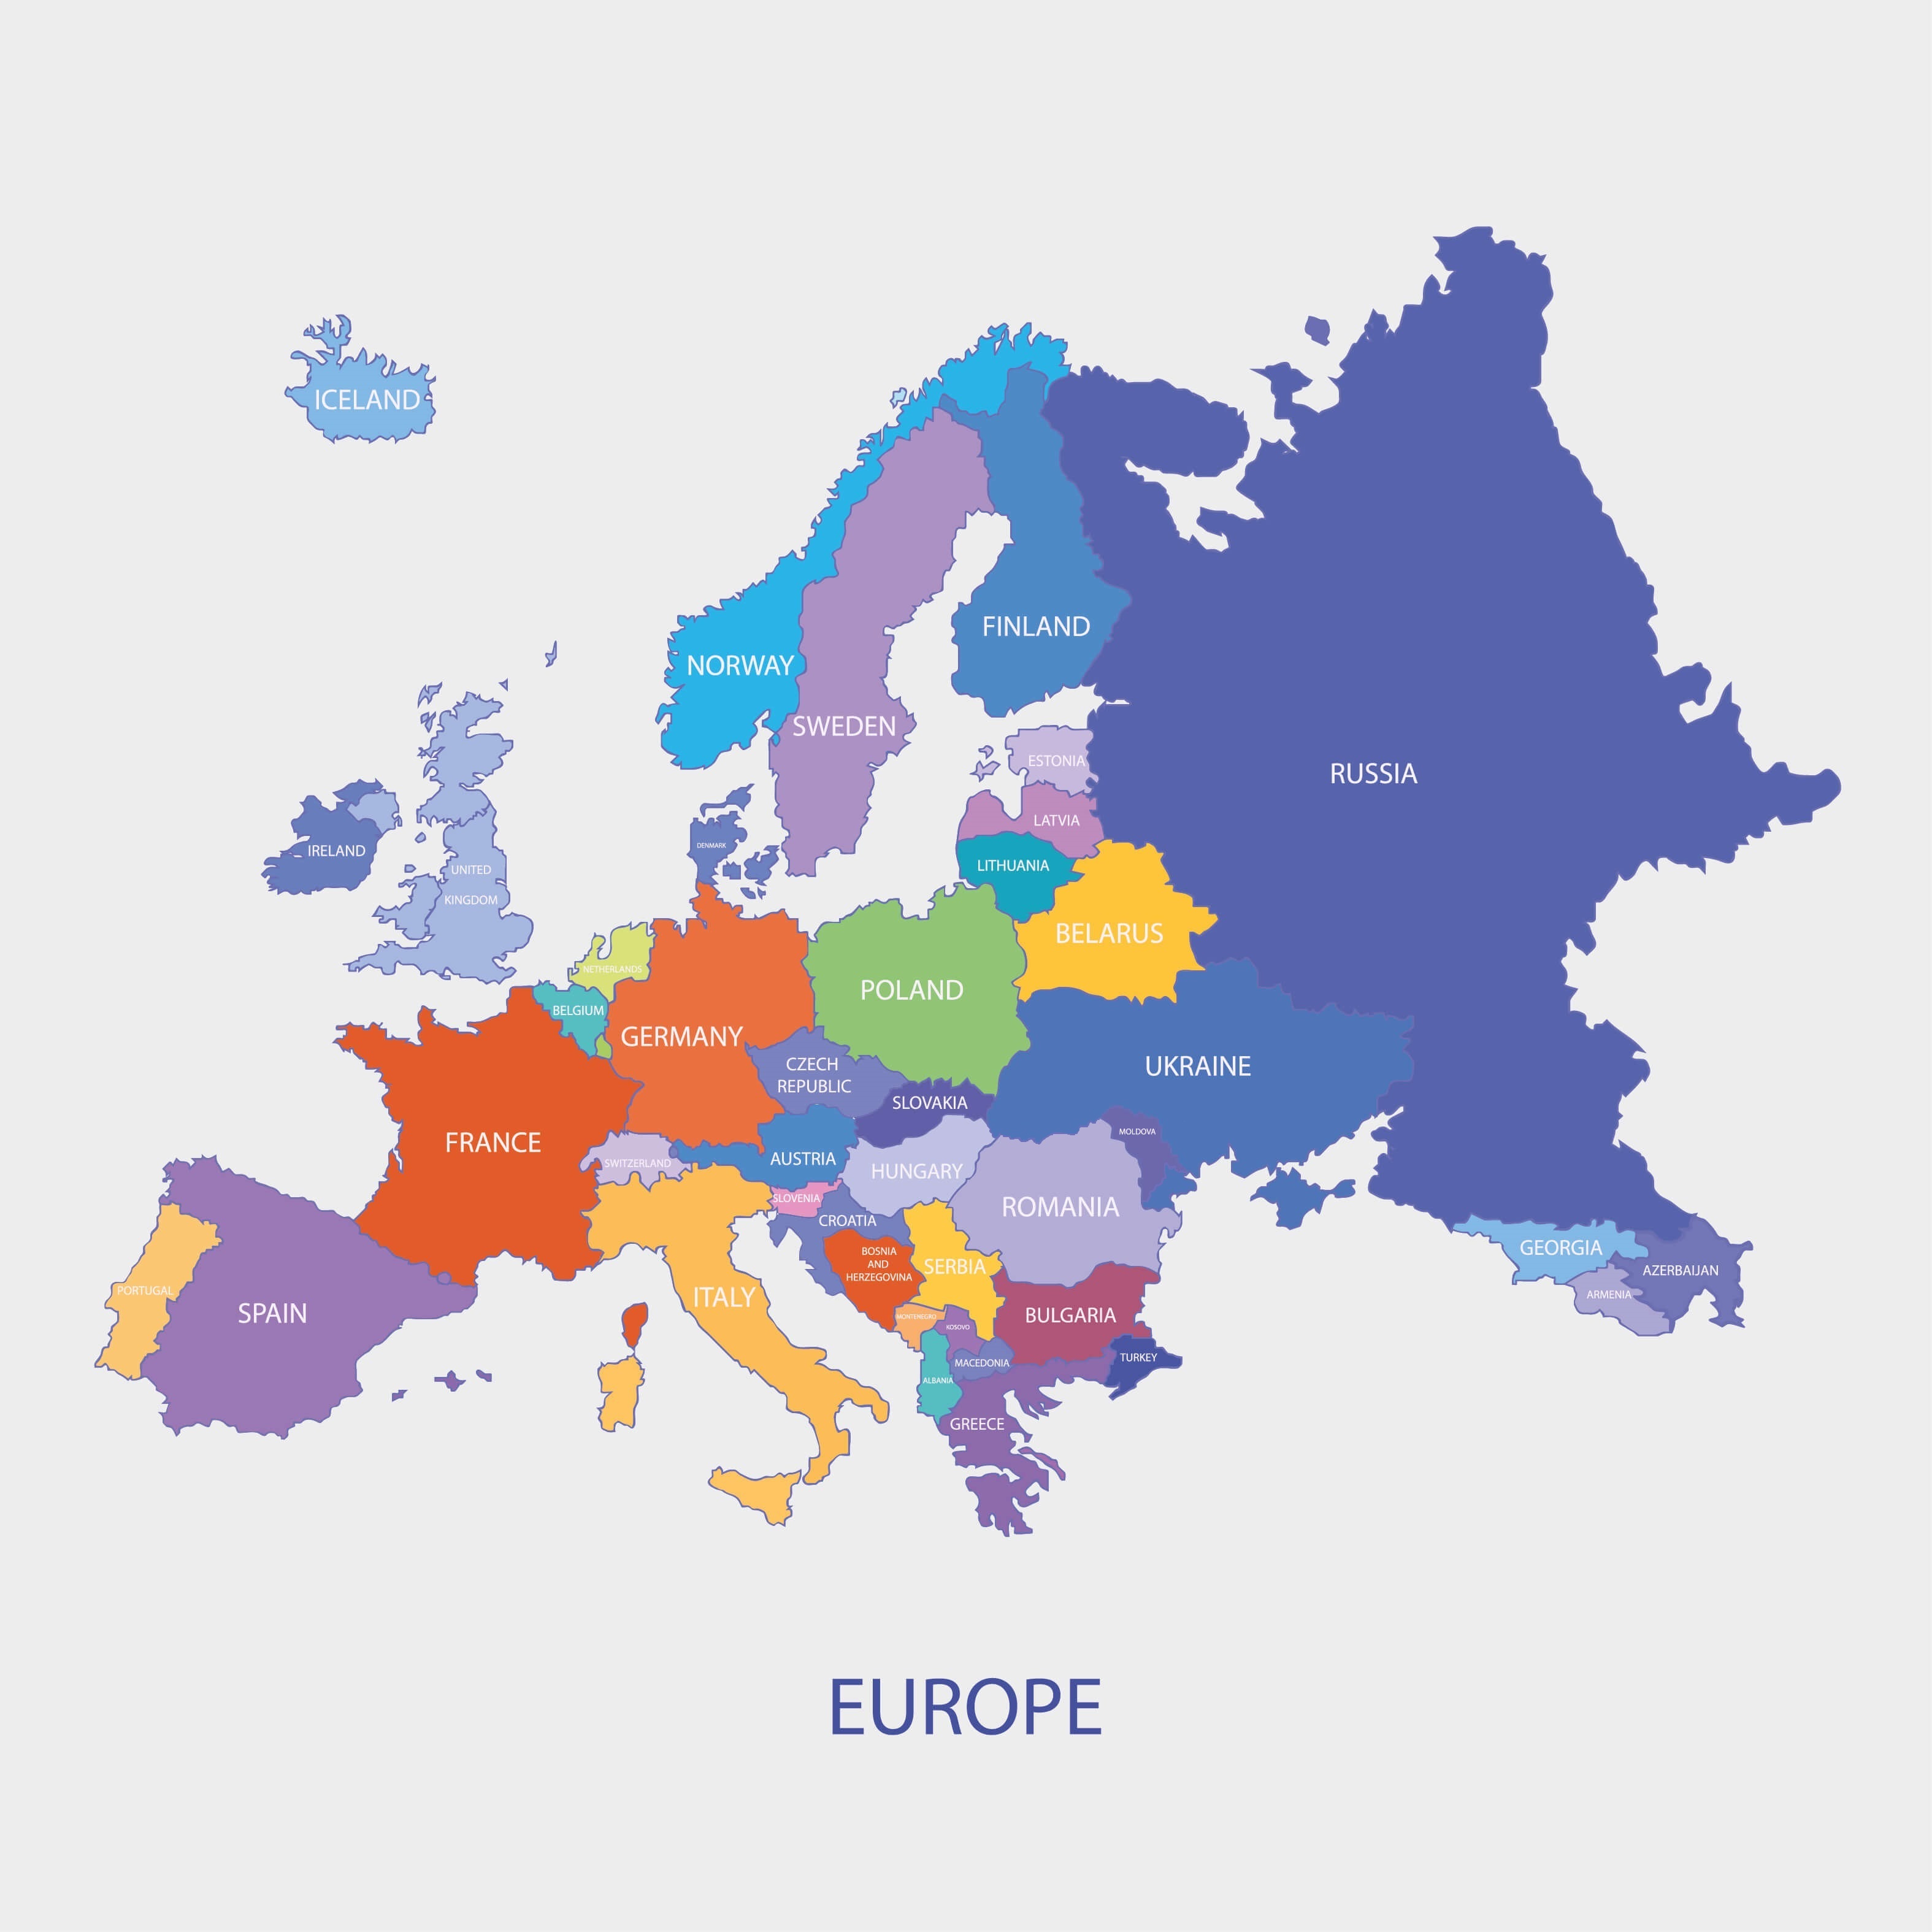 ICELAND
NORWAY
SWEDEN
FINLAND
RUSSIA
ESTONIA
LATVIA
LITHUANIA
DENMARK
IRELAND
UNITED
KINGDOM
NETHERLANDS
BELGIUM
GERMANY
POLAND
BELARUS
UKRAINE
CZECH
REPUBLIC
SLOVAKIA
FRANCE
SWITZERLAND
AUSTRIA
HUNGARY
MOLDOVA
SLOVENIA
CROATIA
ROMANIA
BOSNIA
AND
HERZEGOVINA
SERBIA
GEORGIA
AZERBAIJAN
ARMENIA
PORTUGAL
SPAIN
ITALY
MONTENEGRO
KOSOVO
BULGARIA
MACEDONIA
TURKEY
ALBANIA
GREECE
EUROPE